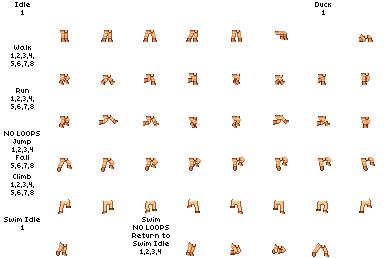 Idle
1
Duck
1
Walk
1,2,3,4,
5,6,7,8
Run
1,2,3,4,
5,6,7,8
NO LOOPS
Jump
1,2,3,4
Fall
5,6,7,8
Climb
1,2,3,4,
5,6,7,8
Swim Idle
1
Swim
NO LOOPS
Return to
Swim Idle
1,2,3,4